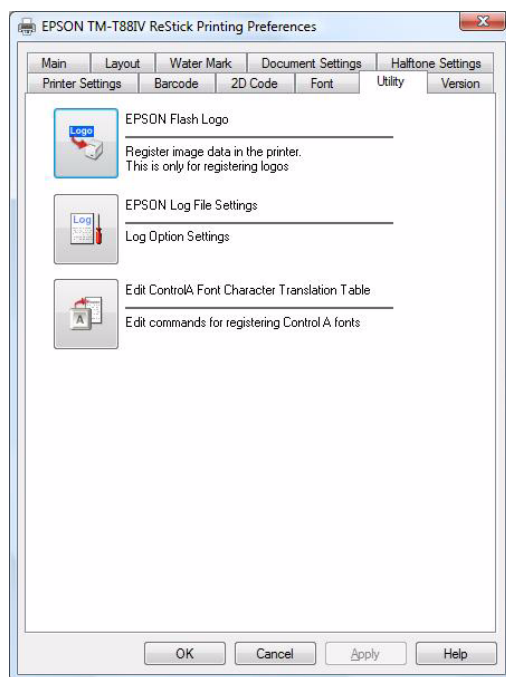 EPSON TM-T88IV ReStick Printing Preferences
Main Layout Water Mark Document Settings Halftone Settings
Printer Settings Barcode 2D Code Font Utility Version
Logo
EPSON Flash Logo
Register image data in the printer.
This is only for registering logos
Log
EPSON Log File Settings
Log Option Settings
Edit ControlA Font Character Translation Table
A
Edit commands for registering Control A fonts
OK Cancel Apply Help